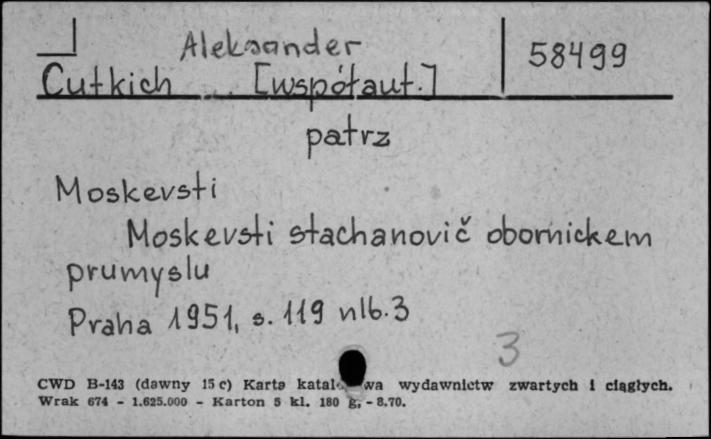 Aleksander
58499
Cutkich [współaut.]
patrz
Moskevsti
Moskevsti stachanovič obornickem
prumyslu
Praha 1951, s. 119 nlb. 3
3
CWD B-143 (dawny 15 c) Karta wydawnictw zwartych i ciągłych.
Wrak 674 - 1.625.000 - Karton 5 kl. 180 g, - 8.70.